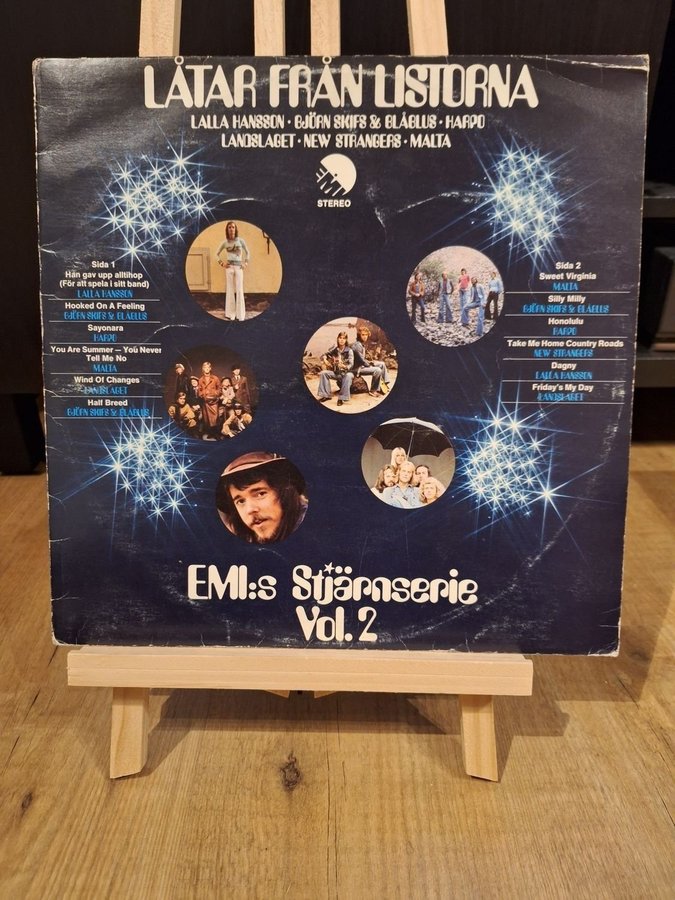 LÅTAR FRÅN LISTORNA
LALLA HANSSON · BJÖRN SKIFS & BLÅBLUS · HARPO
LANDSLAGET · NEW STRANGERS · MALTA
EMI
STEREO
Sida 1
Han gav upp alltihop
(För att spela i sitt band)
LALLA HANSSON
Hooked On A Feeling
BJÖRN SKIFS & BLÅBLUS
Sayonara
HARPO
You Are Summer – You Never
Tell Me No
MALTA
Wind Of Changes
LANDSLAGET
Half Breed
BJÖRN SKIFS & BLÅBLUS
Sida 2
Sweet Virginia
MALTA
Silly Milly
BJÖRN SKIFS & BLÅBLUS
Honolulu
HARPO
Take Me Home Country Roads
NEW STRANGERS
Dagny
LALLA HANSSON
Friday's My Day
LANDSLAGET
EMI:s Stjärnserie
Vol. 2